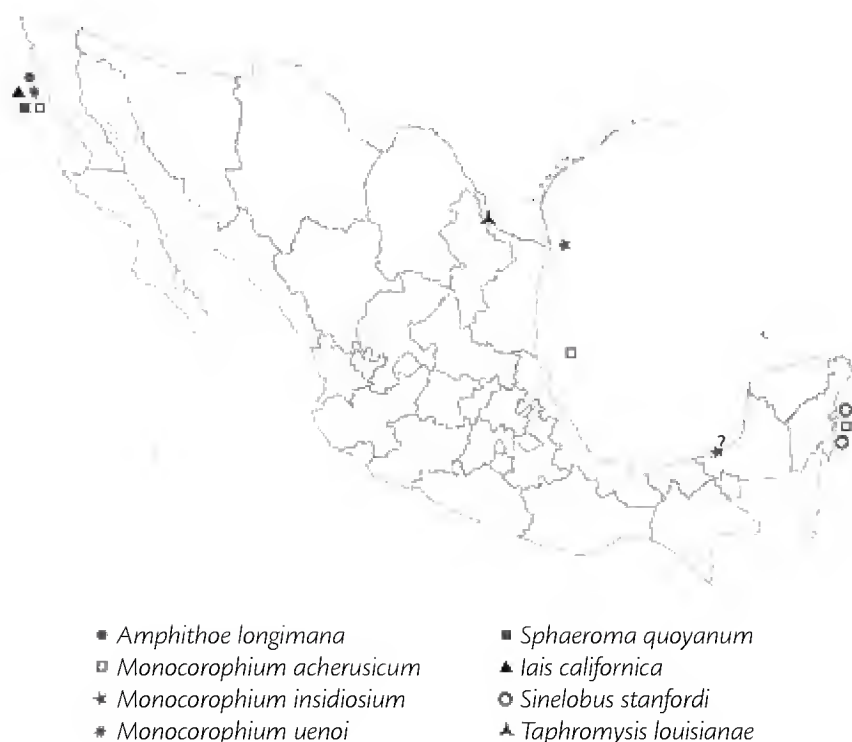 ?
Amphithoe longimana
Monocorophium acherusicum
Monocorophium insidiosium
Monocorophium uenoi
Sphaeroma quoyanum
Iais californica
Sinelobus stanfordi
Taphromysis louisianae